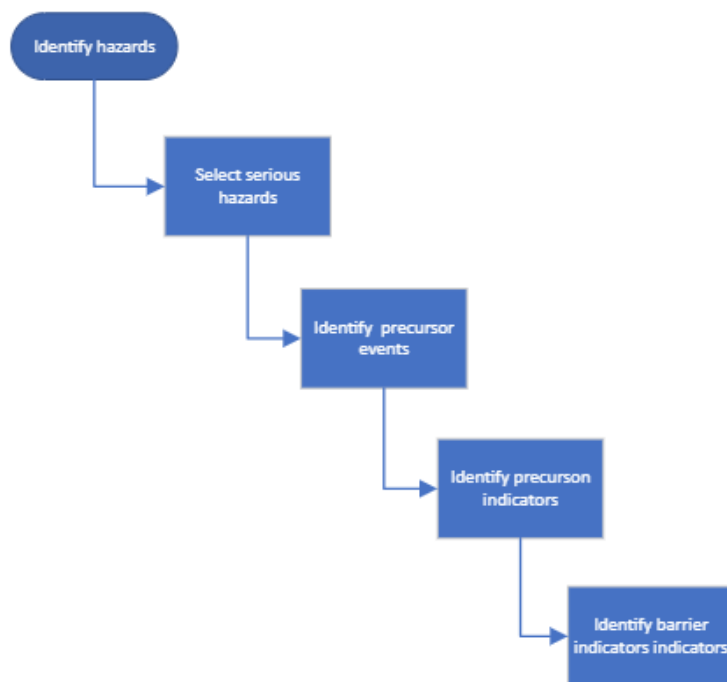 Identify hazards
Select serious
hazards
Identify precursor
events
Identify precurson
indicators
Identify barrier
indicators indicators